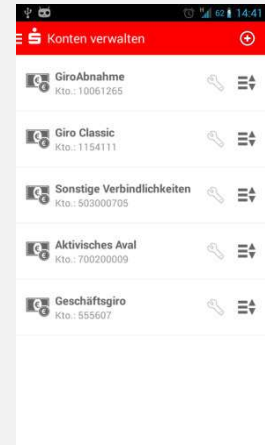 62 14:41
Konten verwalten
GiroAbnahme
Kto.: 10061265
Giro Classic
Kto.: 1154111
Sonstige Verbindlichkeiten
Kto.: 503000705
Aktivisches Aval
Kto.: 700200009
Geschäftsgiro
Kto.: 555607